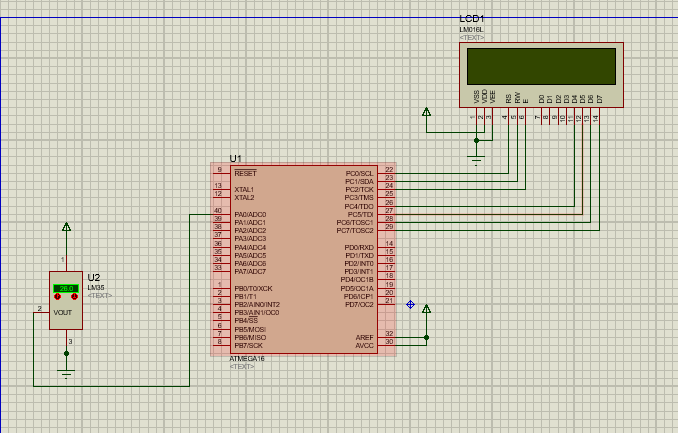 LCD1
LM016L
<TEXT>
VSS VDD VEE RS RW E D0 D1 D2 D3 D4 D5 D6 D7
1 2 3 4 5 6 7 8 9 10 11 12 13 14
U1
9 RESET
13 XTAL1
12 XTAL2
40 PA0/ADC0
39 PA1/ADC1
38 PA2/ADC2
37 PA3/ADC3
36 PA4/ADC4
35 PA5/ADC5
34 PA6/ADC6
33 PA7/ADC7
1 PB0/T0/XCK
2 PB1/T1
3 PB2/AIN0/INT2
4 PB3/AIN1/OC0
5 PB4/SS
6 PB5/MOSI
7 PB6/MISO
8 PB7/SCK
PC0/SCL 22
PC1/SDA 23
PC2/TCK 24
PC3/TMS 25
PC4/TDO 26
PC5/TDI 27
PC6/TOSC1 28
PC7/TOSC2 29
PD0/RXD 14
PD1/TXD 15
PD2/INT0 16
PD3/INT1 17
PD4/OC1B 18
PD5/OC1A 19
PD6/ICP1 20
PD7/OC2 21
AREF 32
AVCC 30
ATMEGA16
<TEXT>
1
U2
LM35
<TEXT>
2
VOUT
3